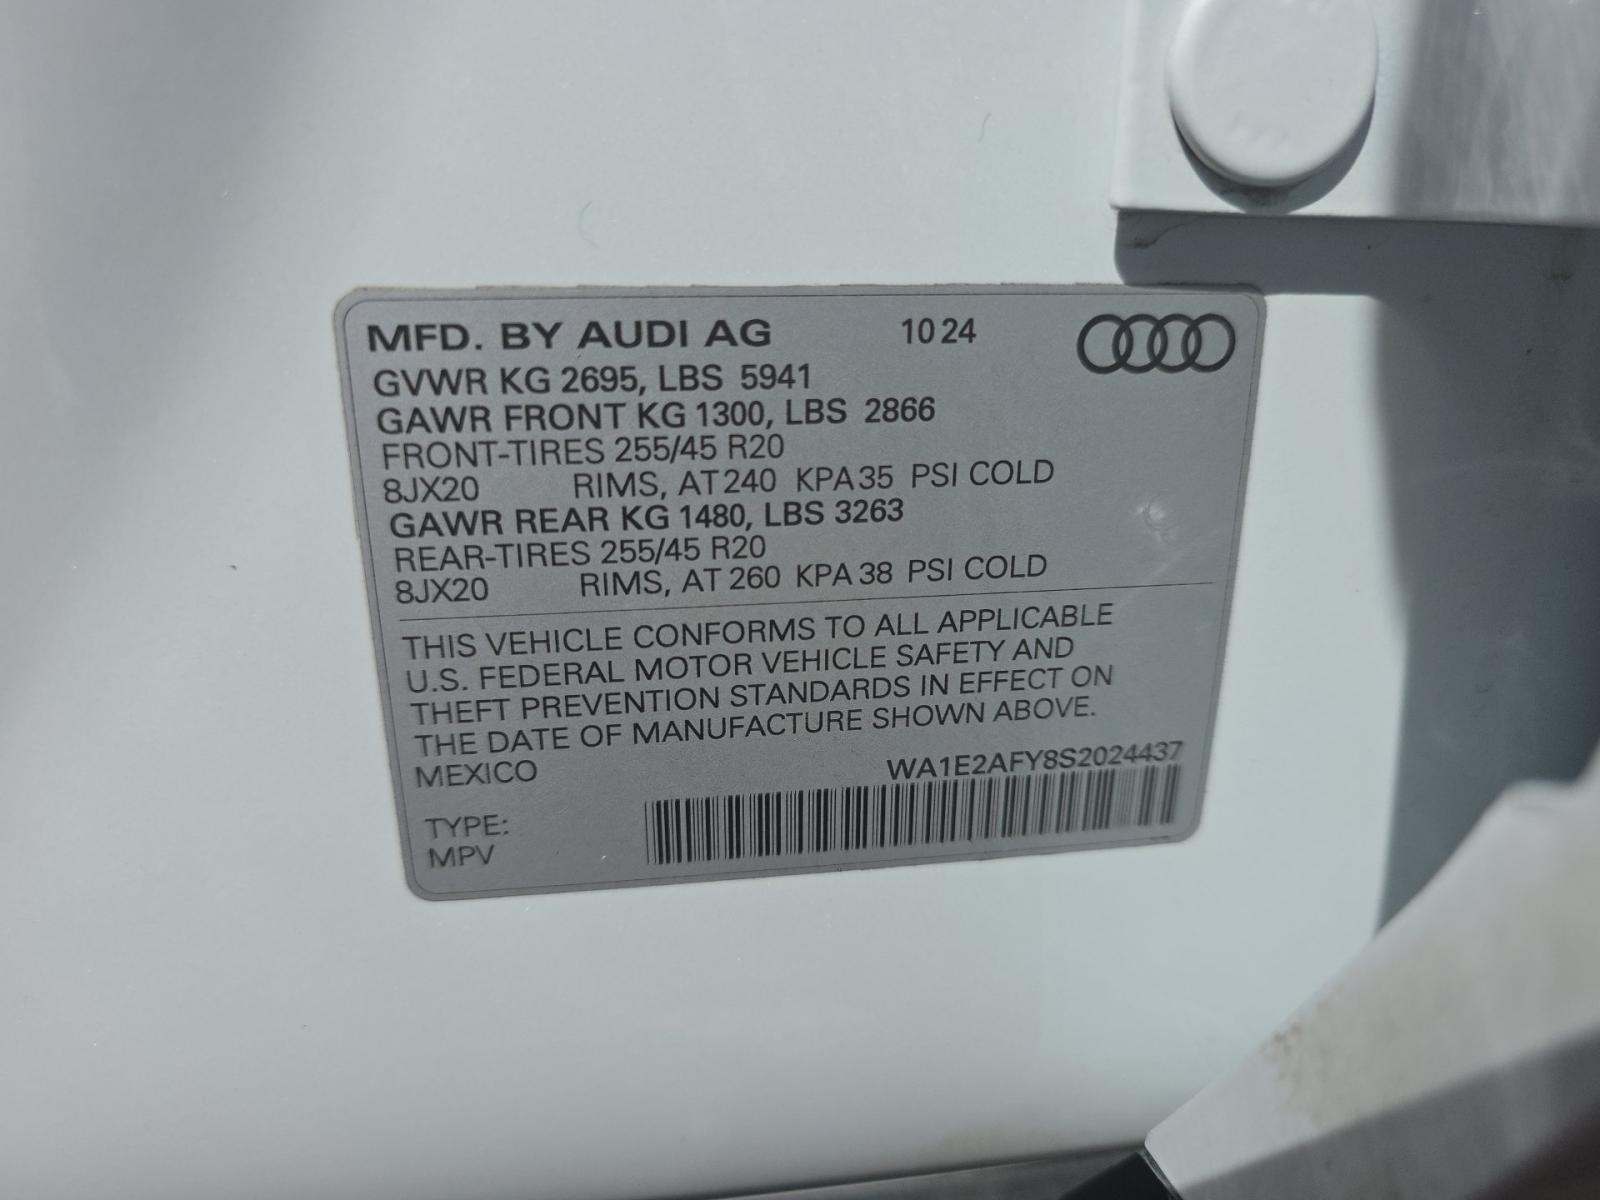 MFD. BY AUDI AG 10 24
GVWR KG 2695, LBS 5941
GAWR FRONT KG 1300, LBS 2866
FRONT-TIRES 255/45 R20
8JX20 RIMS, AT 240 KPA 35 PSI COLD
GAWR REAR KG 1480, LBS 3263
REAR-TIRES 255/45 R20
8JX20 RIMS, AT 260 KPA 38 PSI COLD
THIS VEHICLE CONFORMS TO ALL APPLICABLE
U.S. FEDERAL MOTOR VEHICLE SAFETY AND
THEFT PREVENTION STANDARDS IN EFFECT ON
THE DATE OF MANUFACTURE SHOWN ABOVE.
MEXICO WA1E2AFY8S2024437
TYPE:
MPV